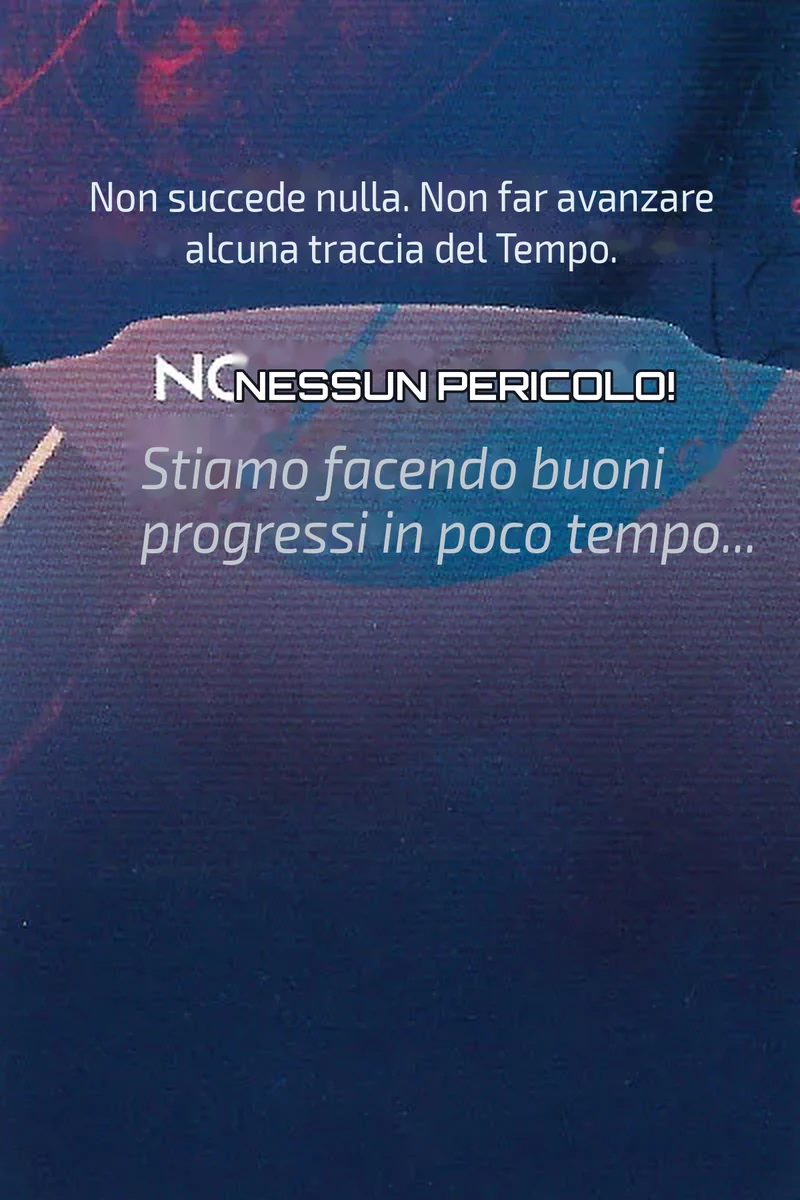 Non succede nulla. Non far avanzare
alcuna traccia del Tempo.
NO NESSUN PERICOLO!
Stiamo facendo buoni
progressi in poco tempo...